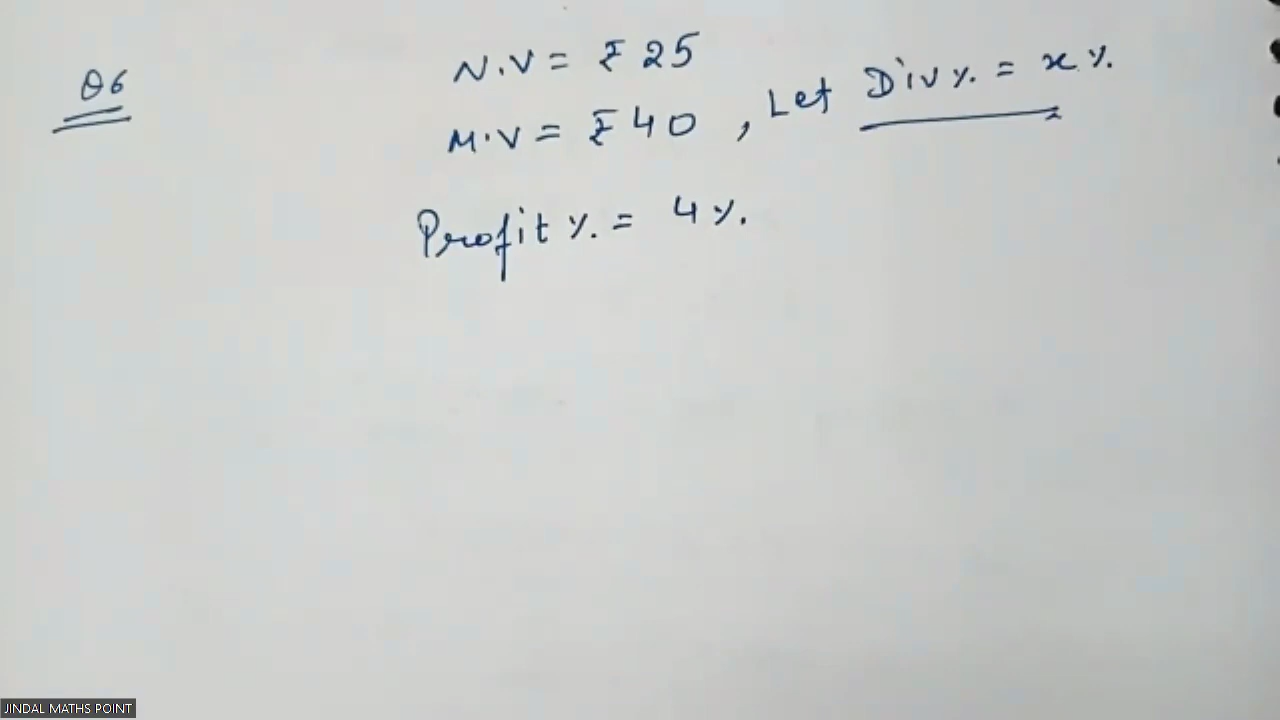 Q6
N.V = ₹ 25
M.V = ₹ 40 , Let Div %. = x %.
Profit %. = 4 %.
JINDAL MATHS POINT